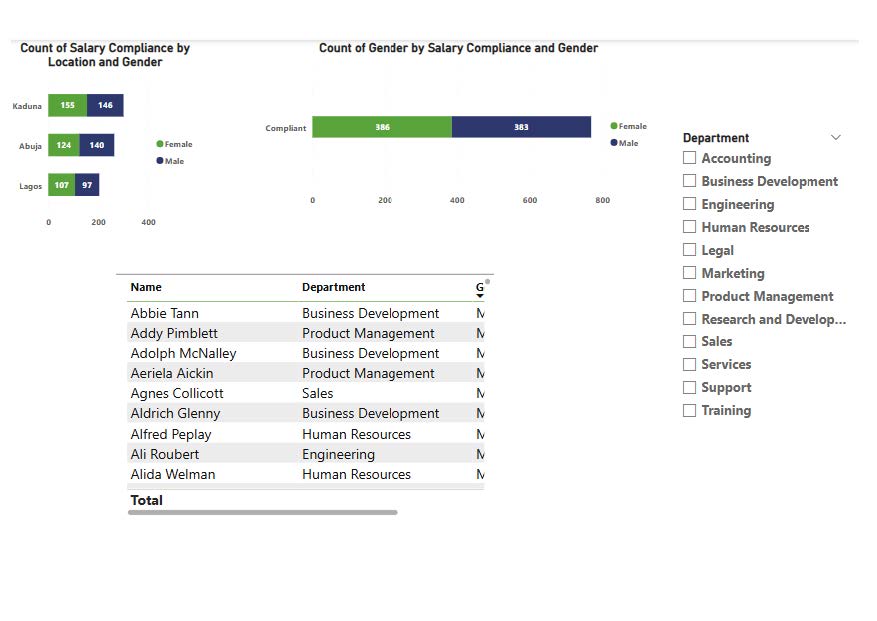 Count of Salary Compliance by
Location and Gender
Kaduna 155 146
Abuja 124 140
Lagos 107 97
Female
Male
0 200 400
Count of Gender by Salary Compliance and Gender
Compliant 386 383
Female
Male
0 200 400 600 800
Department
Accounting
Business Development
Engineering
Human Resources
Legal
Marketing
Product Management
Research and Develop...
Sales
Services
Support
Training
Name Department G
Abbie Tann Business Development M
Addy Pimblett Product Management M
Adolph McNalley Business Development M
Aeriela Aickin Product Management M
Agnes Collicott Sales M
Aldrich Glenny Business Development M
Alfred Peplay Human Resources M
Ali Roubert Engineering M
Alida Welman Human Resources M
Total